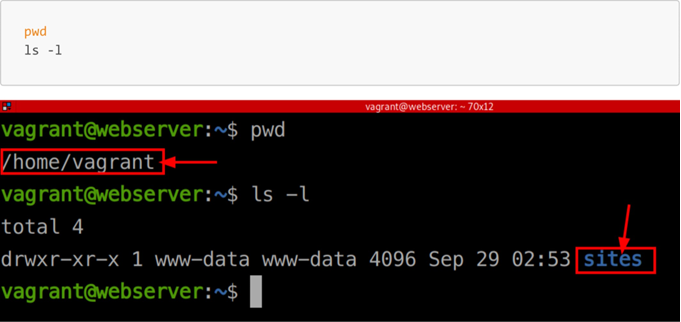 pwd
ls -l
vagrant@webserver: ~ 70x12
vagrant@webserver:~$ pwd
/home/vagrant
vagrant@webserver:~$ ls -l
total 4
drwxr-xr-x 1 www-data www-data 4096 Sep 29 02:53 sites
vagrant@webserver:~$